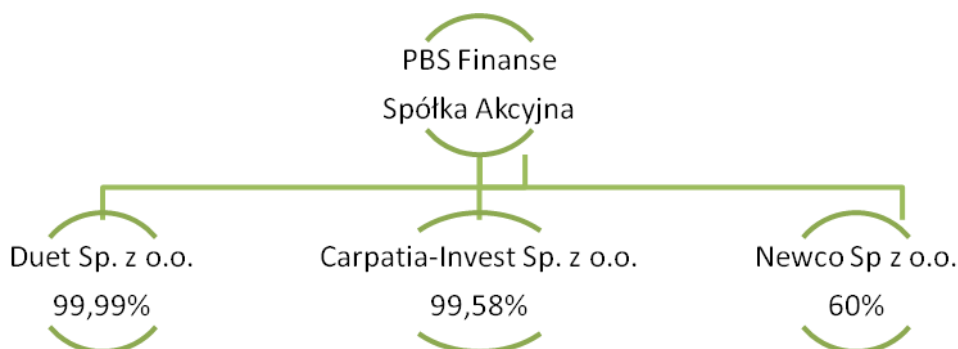 PBS Finanse
Spółka Akcyjna
Duet Sp. z o.o.
99,99%
Carpatia-Invest Sp. z o.o.
99,58%
Newco Sp z o.o.
60%